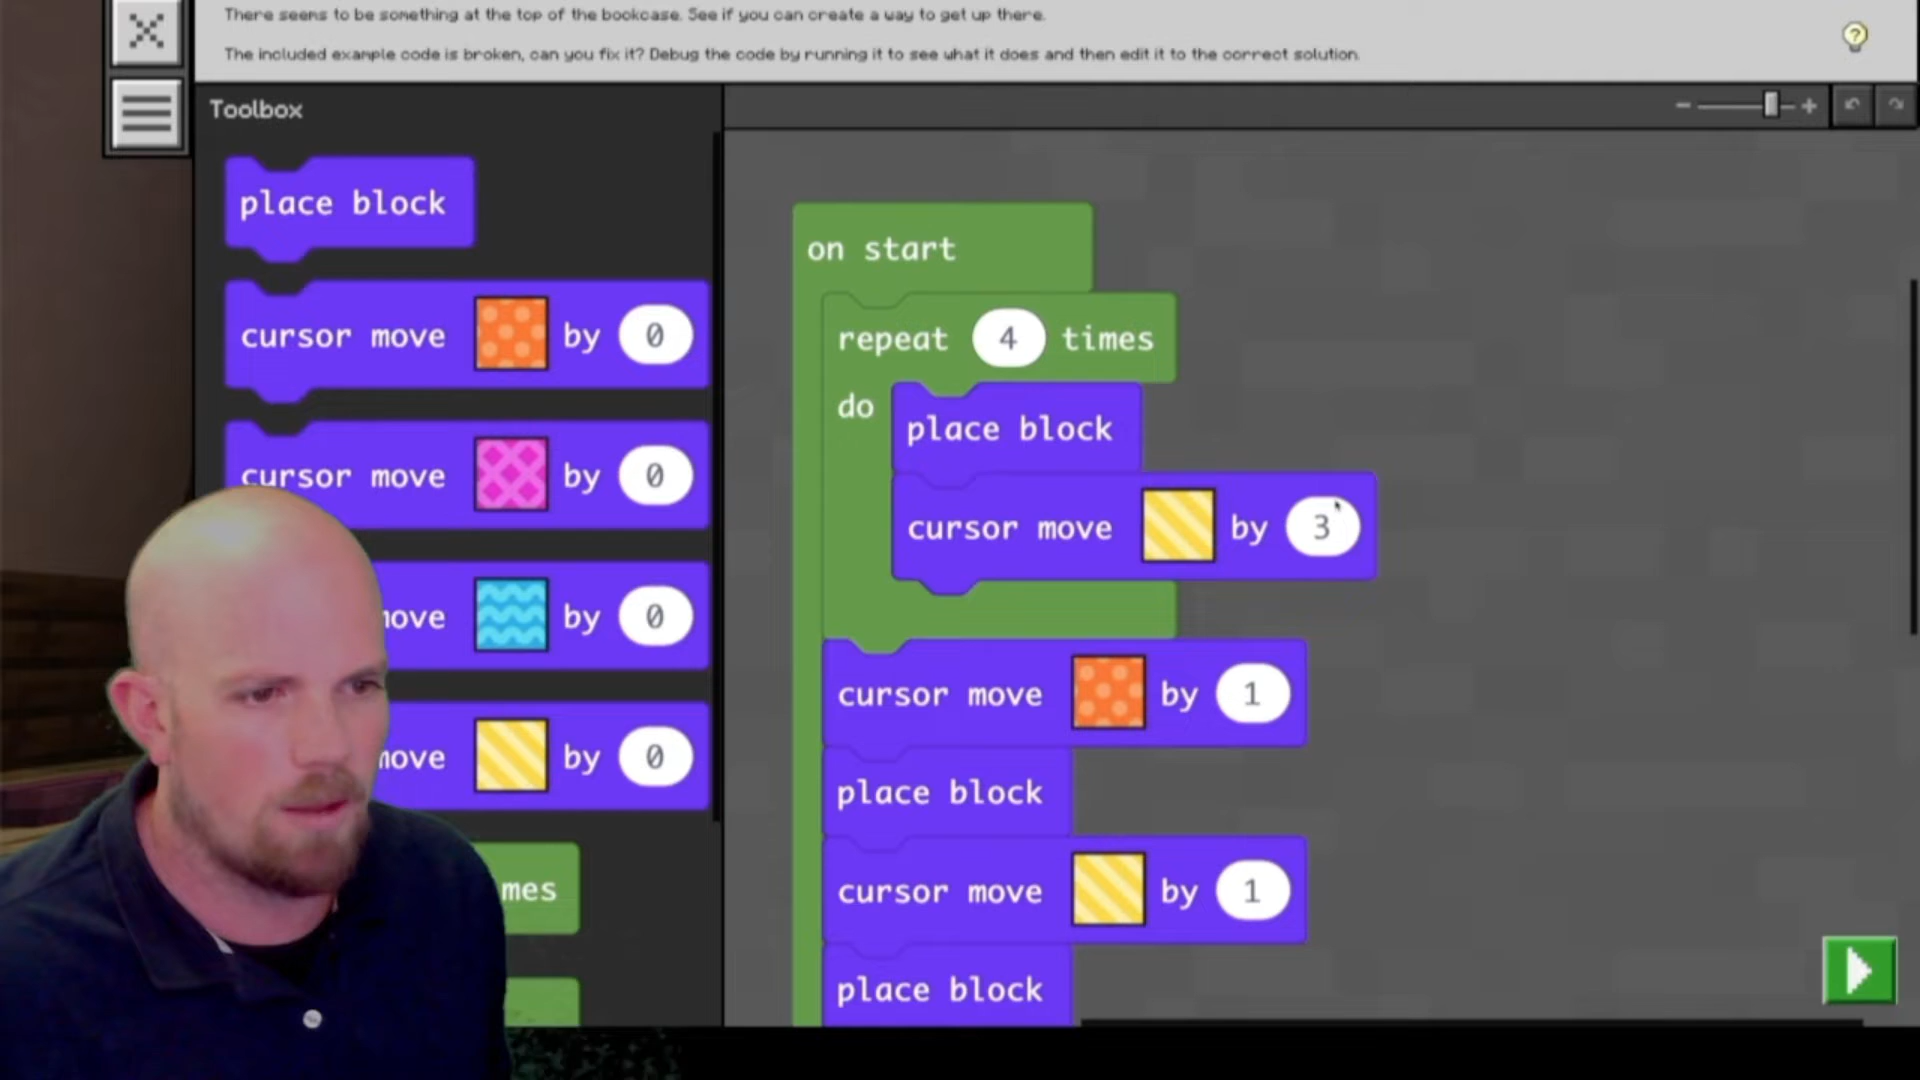 There seems to be something at the top of the bookcase. See if you can create a way to get up there.
The included example code is broken, can you fix it? Debug the code by running it to see what it does and then edit it to the correct solution.
Toolbox
place block
cursor move by 0
cursor move by 0
move by 0
move by 0
mes
on start
repeat 4 times
do
place block
cursor move by 3
cursor move by 1
place block
cursor move by 1
place block